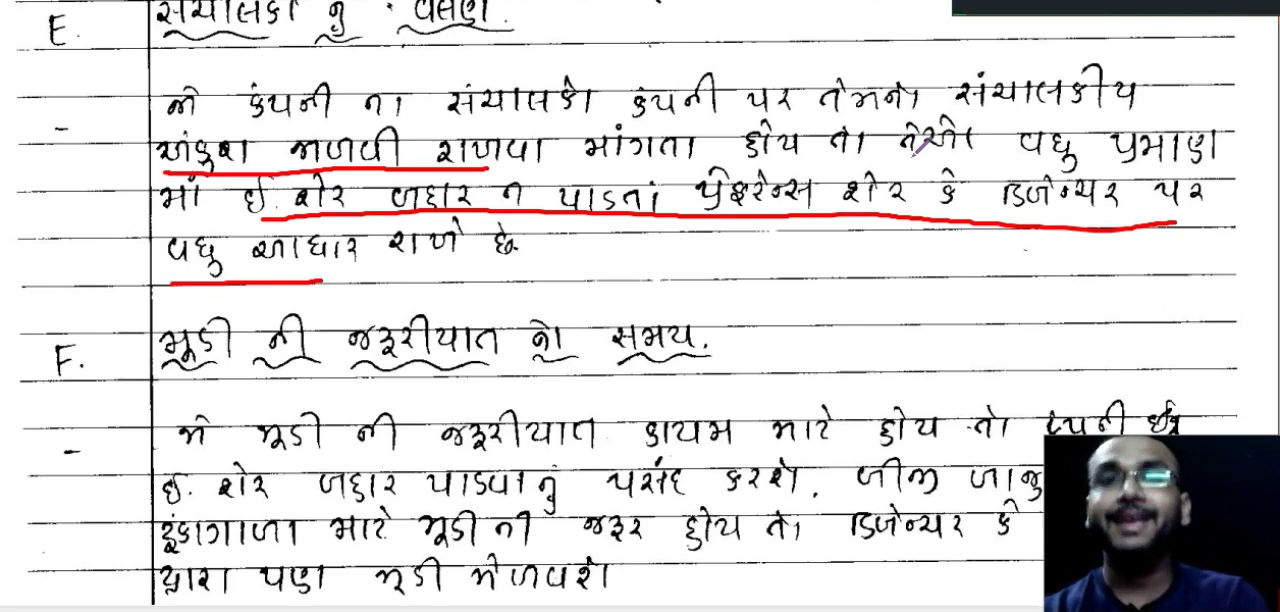 E. સંચાલકો નું વલણ.
- જો કંપની ના સંચાલકો કંપની પર તેમનો સંચાલકીય
અંકુશ જાળવી રાખવા માંગતા હોય તો તેઓ વધુ પ્રમાણ
માં ઈ. શેર બહાર ન પાડતાં પ્રેફરેન્સ શેર કે ડિબેન્ચર પર
વધુ આધાર રાખે છે.
F. મૂડી ની જરૂરીયાત નો સમય.
- જો મૂડી ની જરૂરીયાત કાયમ માટે હોય તો કંપની
ઈ. શેર બહાર પાડવાનું પસંદ કરશે. બીજી બાજુ
ટૂંકાગાળા માટે મૂડી ની જરૂર હોય તો ડિબેન્ચર કે
દ્વારા પણ મૂડી મેળવશે